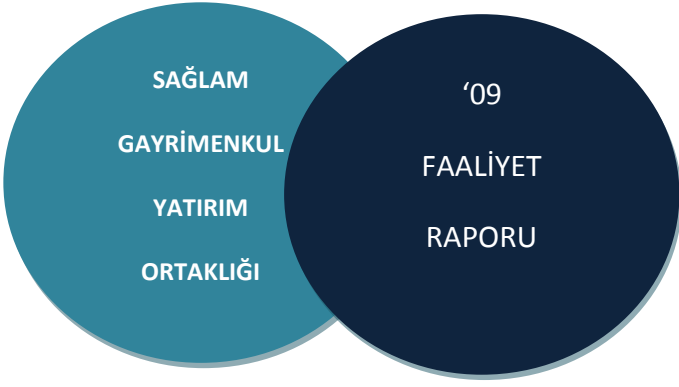 SAĞLAM
GAYRİMENKUL
YATIRIM
ORTAKLIĞI
‘09
FAALİYET
RAPORU